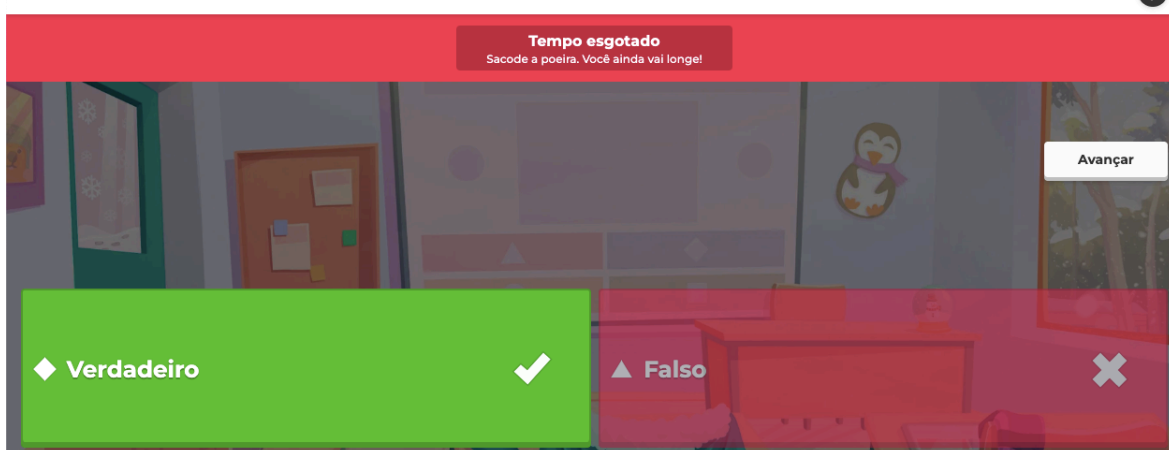 Tempo esgotado
Sacode a poeira. Você ainda vai longe!
Avançar
Verdadeiro
Falso